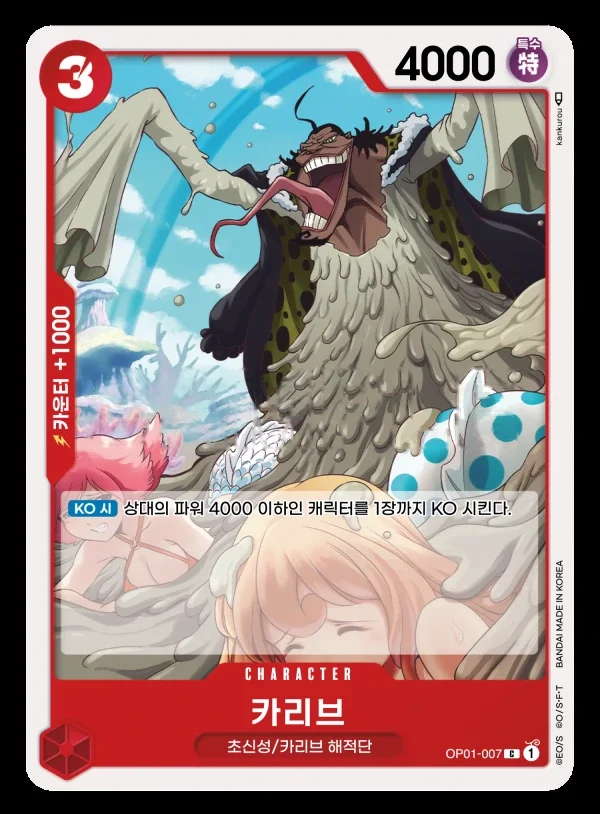 3
4000
특수
特
kankurou
⚡카운터 +1000
KO 시 상대의 파워 4000 이하인 캐릭터를 1장까지 KO 시킨다.
CHARACTER
카리브
초신성/카리브 해적단
OP01-007 C 1
©EO/S ©O/S·F·T BANDAI MADE IN KOREA